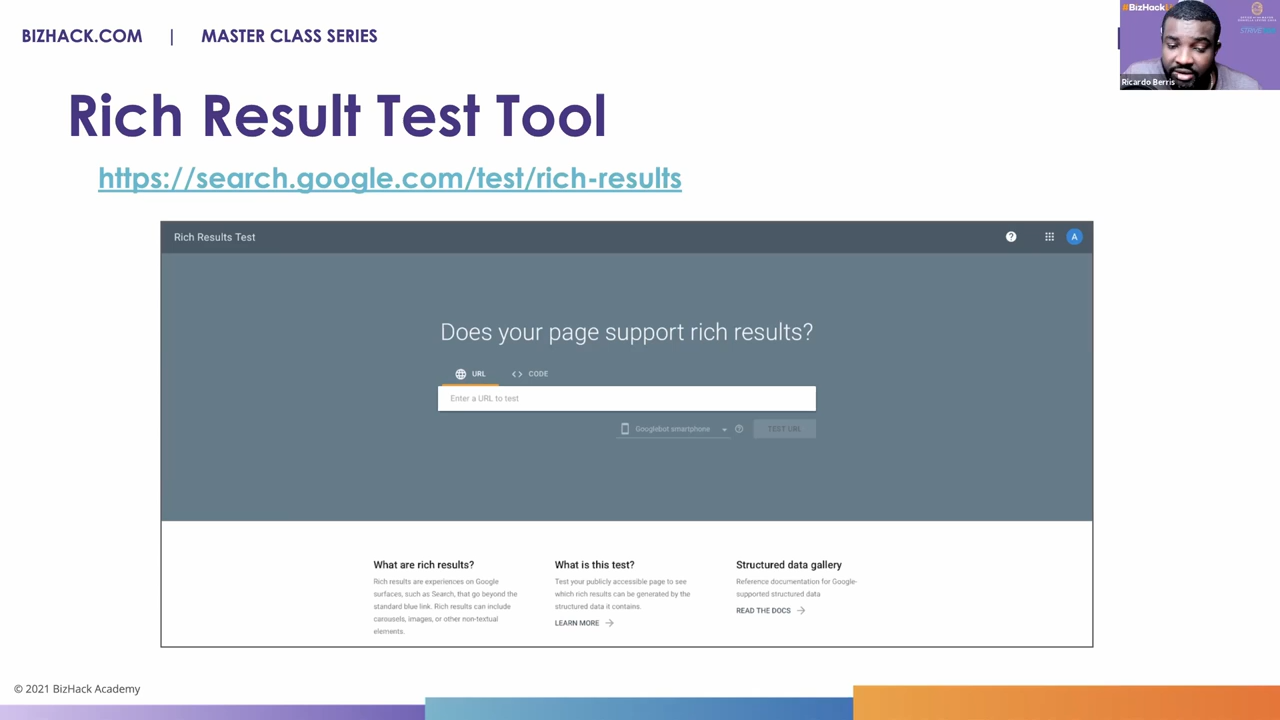 BIZHACK.COM | MASTER CLASS SERIES
#BizHack
STRIVE
Ricardo Berris
Rich Result Test Tool
https://search.google.com/test/rich-results
Rich Results Test
A
Does your page support rich results?
URL
<> CODE
Enter a URL to test
Googlebot smartphone
TEST URL
What are rich results?
Rich results are experiences on Google
surfaces, such as Search, that go beyond the
standard blue link. Rich results can include
carousels, images, or other non-textual
elements.
What is this test?
Test your publicly accessible page to see
which rich results can be generated by the
structured data it contains.
LEARN MORE →
Structured data gallery
Reference documentation for Google-
supported structured data
READ THE DOCS →
© 2021 BizHack Academy